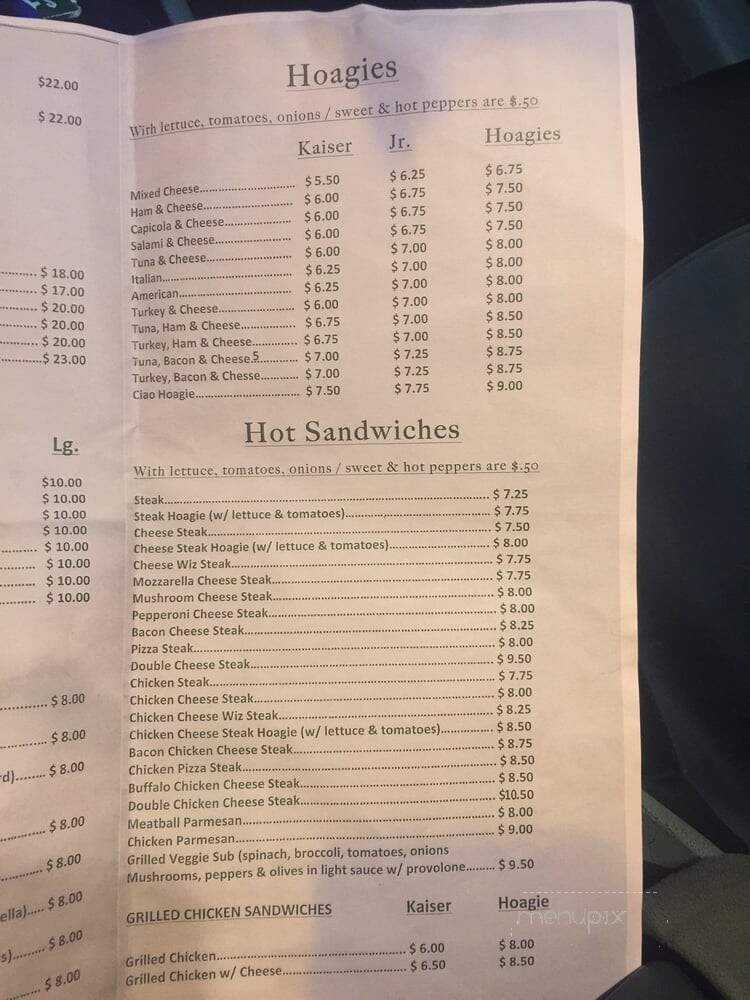 $22.00
$ 22.00
........... $ 18.00
........... $ 17.00
........... $ 20.00
........... $ 20.00
........... $ 20.00
............$ 23.00
Lg.
$10.00
$ 10.00
$ 10.00
$ 10.00
.......... $ 10.00
.......... $ 10.00
.......... $ 10.00
.......... $ 10.00
............ $ 8.00
............ $ 8.00
rd)........ $ 8.00
............ $ 8.00
............ $ 8.00
ella)..... $ 8.00
s)......... $ 8.00
............ $ 8.00
Hoagies
With lettuce, tomatoes, onions / sweet & hot peppers are $.50
Kaiser Jr. Hoagies
Mixed Cheese............................ $ 5.50 $ 6.25 $ 6.75
Ham & Cheese.......................... $ 6.00 $ 6.75 $ 7.50
Capicola & Cheese.................... $ 6.00 $ 6.75 $ 7.50
Salami & Cheese....................... $ 6.00 $ 6.75 $ 7.50
Tuna & Cheese......................... $ 6.00 $ 7.00 $ 8.00
Italian...................................... $ 6.25 $ 7.00 $ 8.00
American................................. $ 6.25 $ 7.00 $ 8.00
Turkey & Cheese...................... $ 6.00 $ 7.00 $ 8.00
Tuna, Ham & Cheese................ $ 6.75 $ 7.00 $ 8.50
Turkey, Ham & Cheese............. $ 6.75 $ 7.00 $ 8.50
Tuna, Bacon & Cheese.5........... $ 7.00 $ 7.25 $ 8.75
Turkey, Bacon & Chesse........... $ 7.00 $ 7.25 $ 8.75
Ciao Hoagie.............................. $ 7.50 $ 7.75 $ 9.00
Hot Sandwiches
With lettuce, tomatoes, onions / sweet & hot peppers are $.50
Steak.................................................................... $ 7.25
Steak Hoagie (w/ lettuce & tomatoes)................................ $ 7.75
Cheese Steak.......................................................... $ 7.50
Cheese Steak Hoagie (w/ lettuce & tomatoes)...................... $ 8.00
Cheese Wiz Steak..................................................... $ 7.75
Mozzarella Cheese Steak............................................. $ 7.75
Mushroom Cheese Steak............................................. $ 8.00
Pepperoni Cheese Steak............................................. $ 8.00
Bacon Cheese Steak.................................................. $ 8.25
Pizza Steak............................................................. $ 8.00
Double Cheese Steak................................................. $ 9.50
Chicken Steak.......................................................... $ 7.75
Chicken Cheese Steak................................................ $ 8.00
Chicken Cheese Wiz Steak........................................... $ 8.25
Chicken Cheese Steak Hoagie (w/ lettuce & tomatoes)............ $ 8.50
Bacon Chicken Cheese Steak........................................ $ 8.75
Chicken Pizza Steak................................................... $ 8.50
Buffalo Chicken Cheese Steak....................................... $ 8.50
Double Chicken Cheese Steak....................................... $10.50
Meatball Parmesan.................................................... $ 8.00
Chicken Parmesan..................................................... $ 9.00
Grilled Veggie Sub (spinach, broccoli, tomatoes, onions
Mushrooms, peppers & olives in light sauce w/ provolone......... $ 9.50
GRILLED CHICKEN SANDWICHES Kaiser Hoagie
Grilled Chicken.................................................. $ 6.00 $ 8.00
Grilled Chicken w/ Cheese..................................... $ 6.50 $ 8.50
menupix